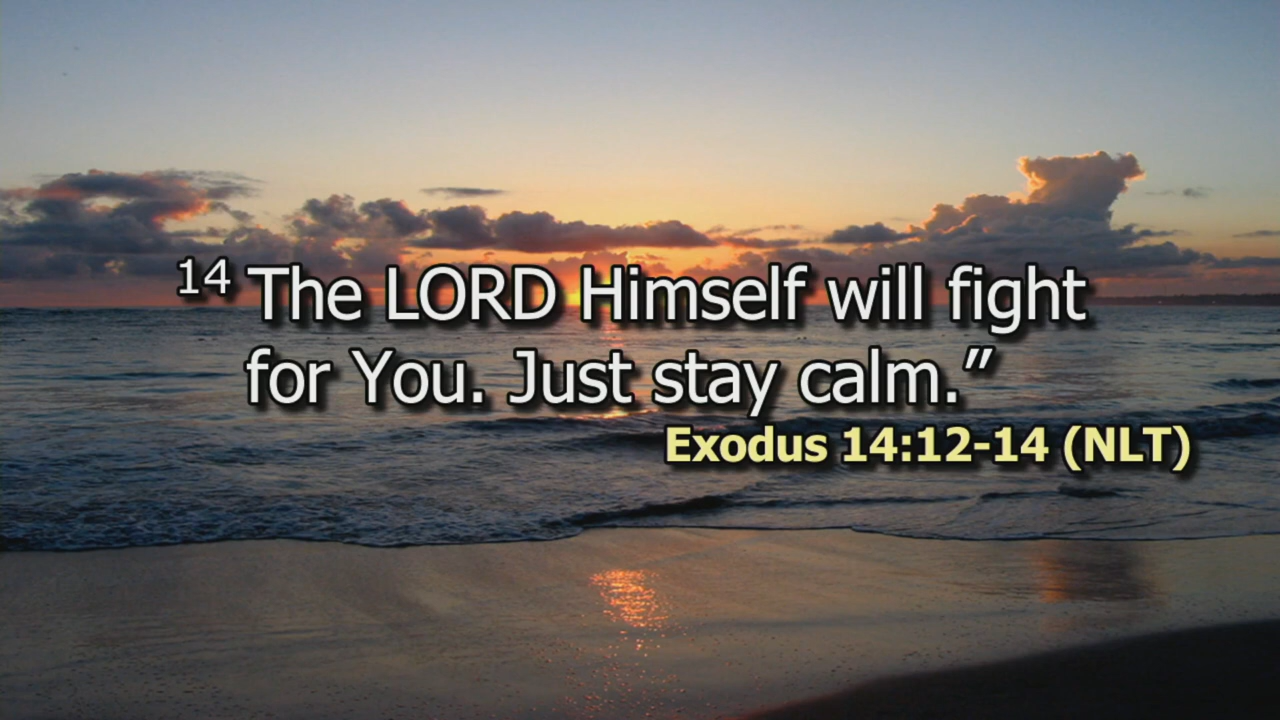 14 The LORD Himself will fight
for You. Just stay calm.”
Exodus 14:12-14 (NLT)